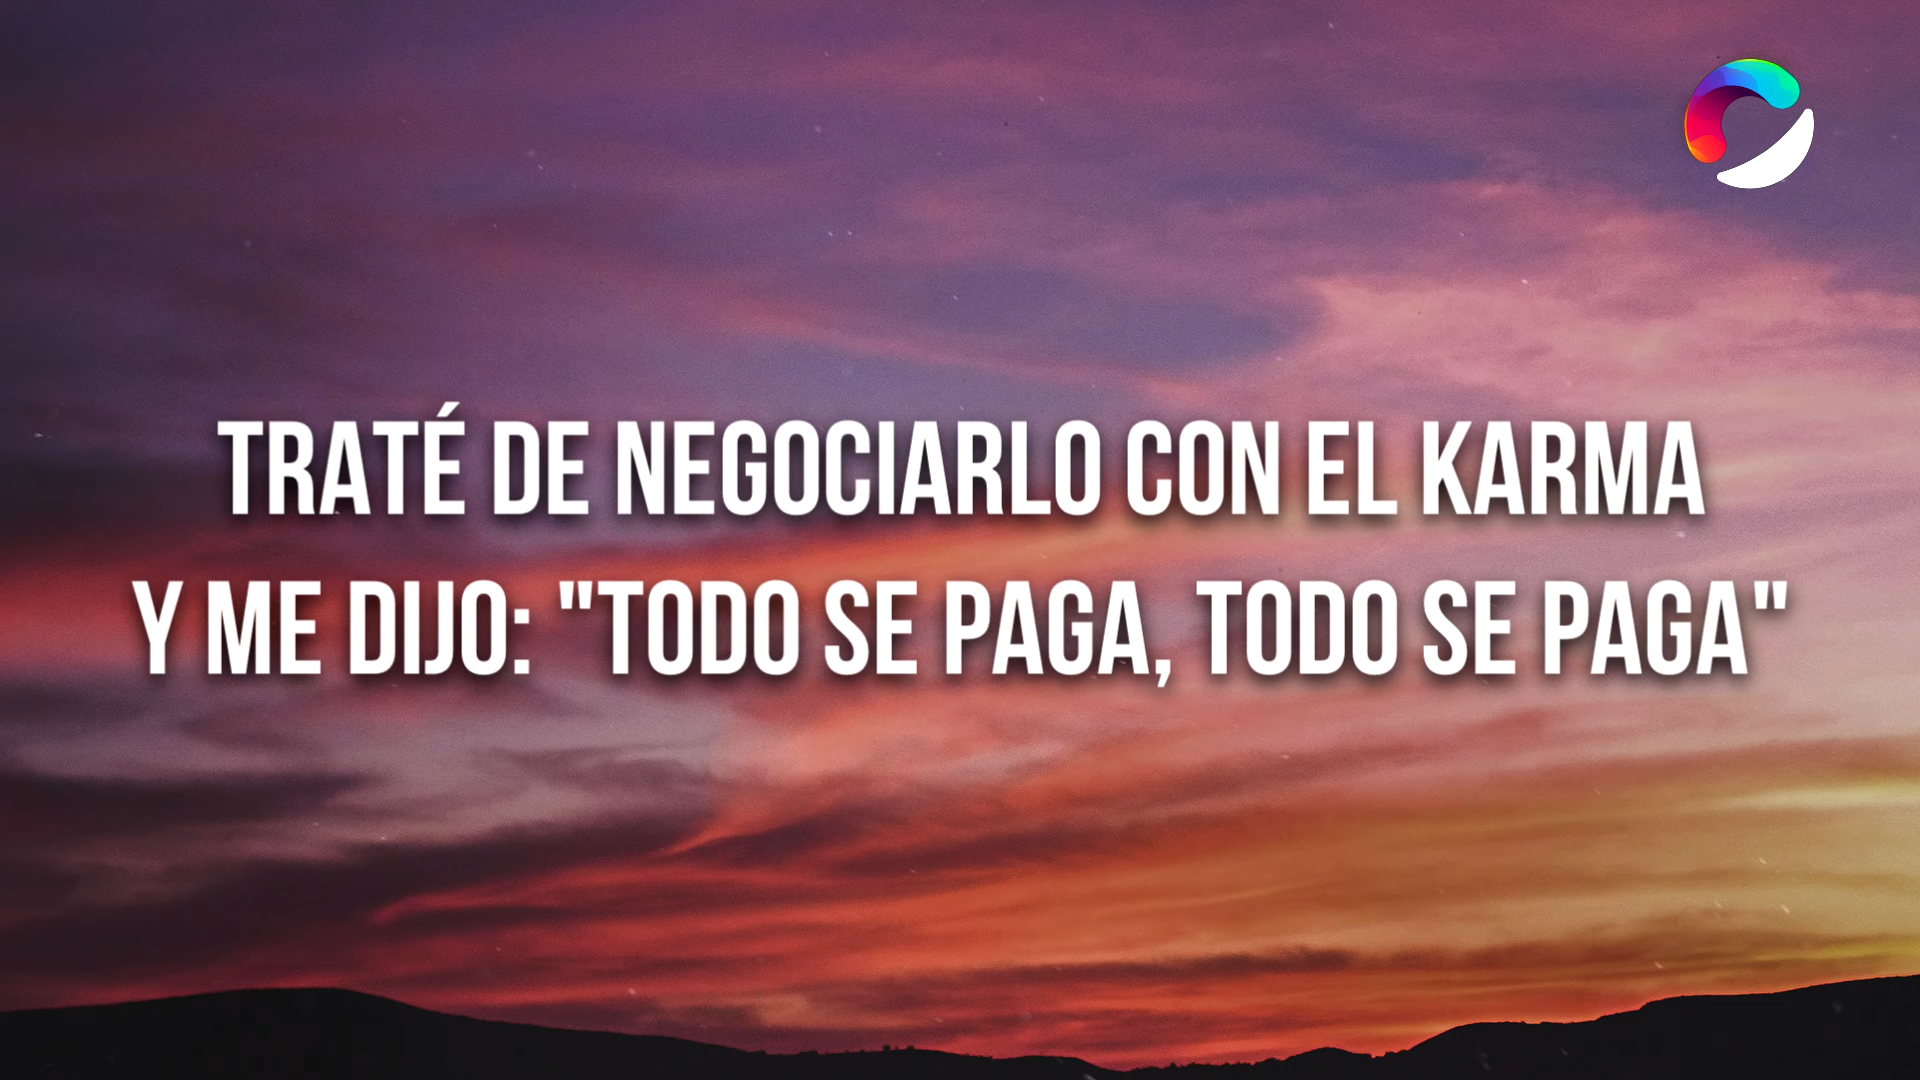 TRATÉ DE NEGOCIARLO CON EL KARMA
Y ME DIJO: "TODO SE PAGA, TODO SE PAGA"